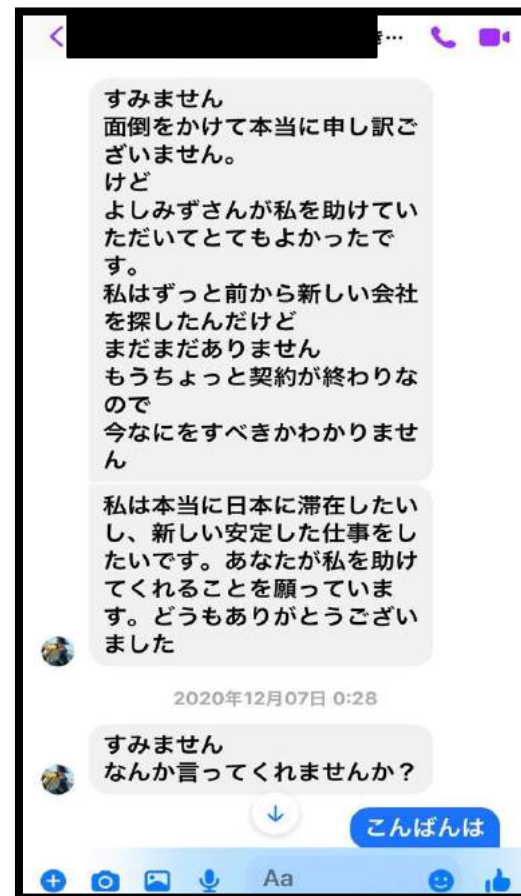 すみません
面倒をかけて本当に申し訳ご
ざいません。
けど
よしみずさんが私を助けてい
ただいてとてもよかったで
す。
私はずっと前から新しい会社
を探したんだけど
まだまだありません
もうちょっと契約が終わりな
ので
今なにをすべきかわかりませ
ん
私は本当に日本に滞在したい
し、新しい安定した仕事をし
たいです。あなたが私を助け
てくれることを願っていま
す。どうもありがとうござい
ました
2020年12月07日 0:28
すみません
なんか言ってくれませんか？
こんばんは
Aa